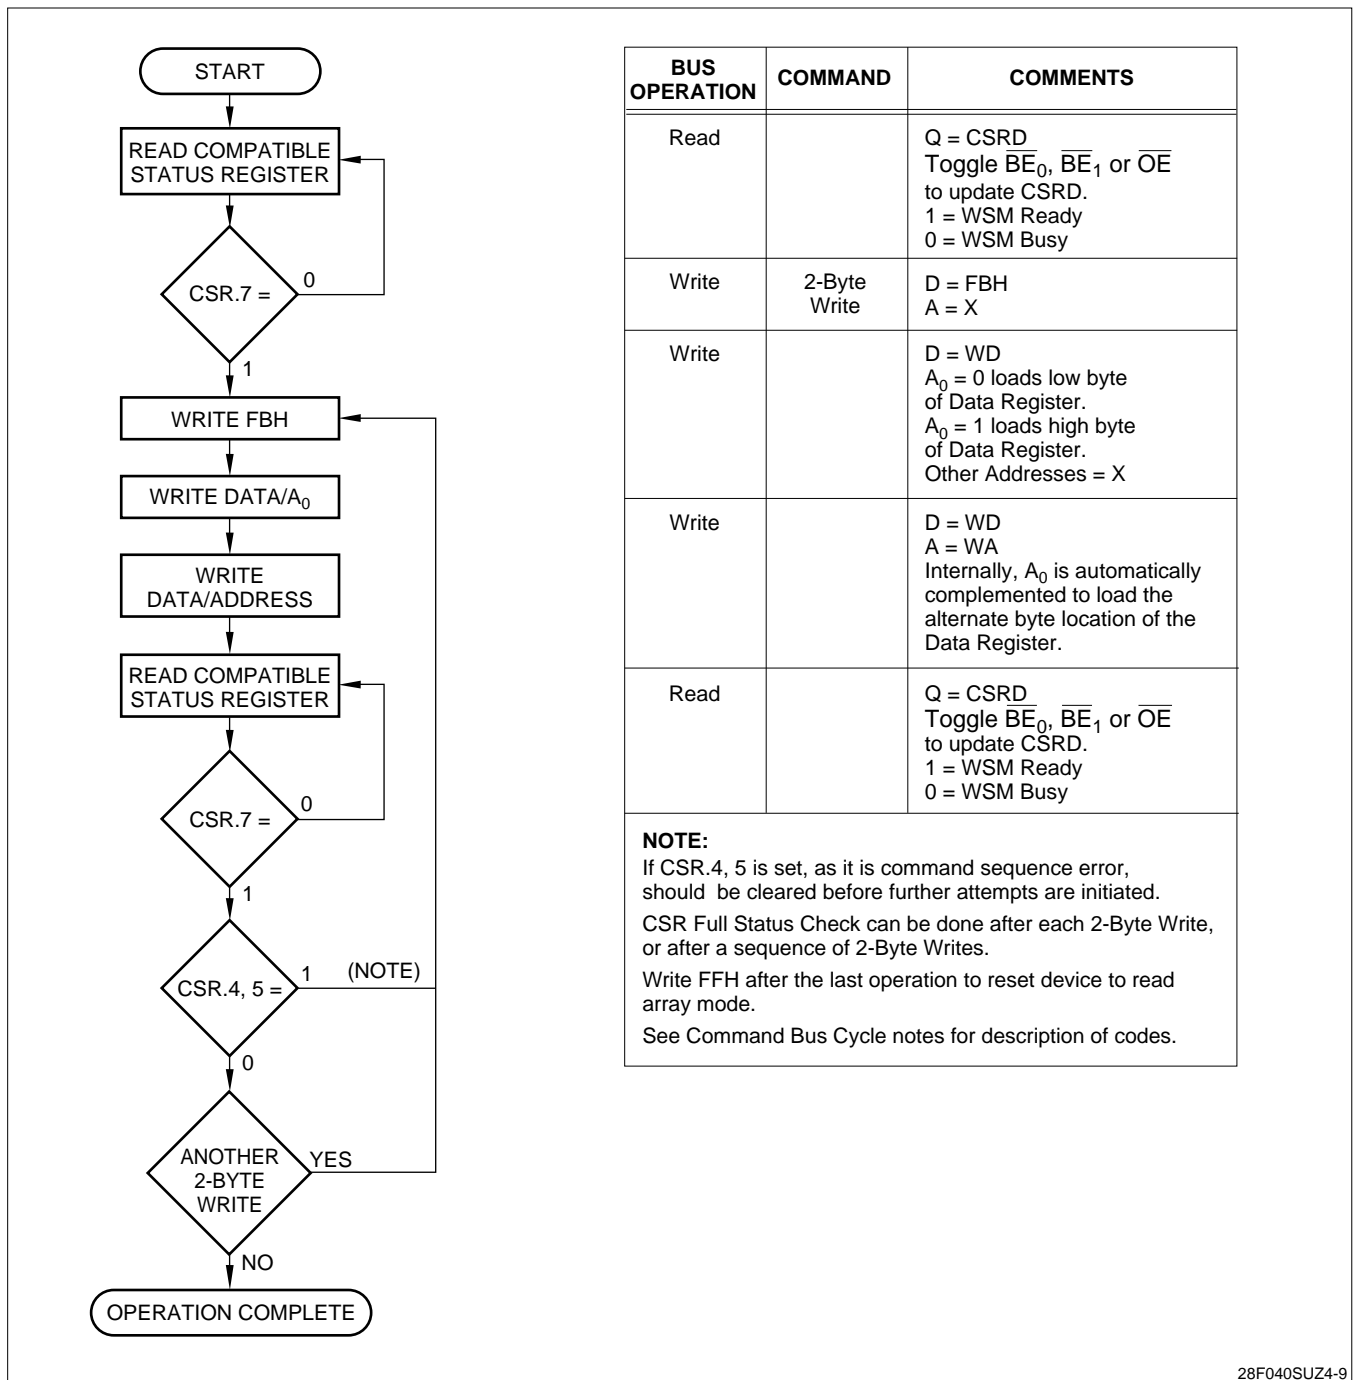 START
READ COMPATIBLE
STATUS REGISTER
CSR.7 =
0
1
WRITE FBH
WRITE DATA/A0
WRITE
DATA/ADDRESS
READ COMPATIBLE
STATUS REGISTER
CSR.7 =
0
1
CSR.4, 5 =
1
(NOTE)
0
ANOTHER
2-BYTE
WRITE
YES
NO
OPERATION COMPLETE
BUS
OPERATION
COMMAND
COMMENTS
Read
Q = CSRD
Toggle B̅E̅0, B̅E̅1 or O̅E̅
to update CSRD.
1 = WSM Ready
0 = WSM Busy
Write
2-Byte
Write
D = FBH
A = X
Write
D = WD
A0 = 0 loads low byte
of Data Register.
A0 = 1 loads high byte
of Data Register.
Other Addresses = X
Write
D = WD
A = WA
Internally, A0 is automatically
complemented to load the
alternate byte location of the
Data Register.
Read
Q = CSRD
Toggle B̅E̅0, B̅E̅1 or O̅E̅
to update CSRD.
1 = WSM Ready
0 = WSM Busy
NOTE:
If CSR.4, 5 is set, as it is command sequence error,
should be cleared before further attempts are initiated.
CSR Full Status Check can be done after each 2-Byte Write,
or after a sequence of 2-Byte Writes.
Write FFH after the last operation to reset device to read
array mode.
See Command Bus Cycle notes for description of codes.
28F040SUZ4-9